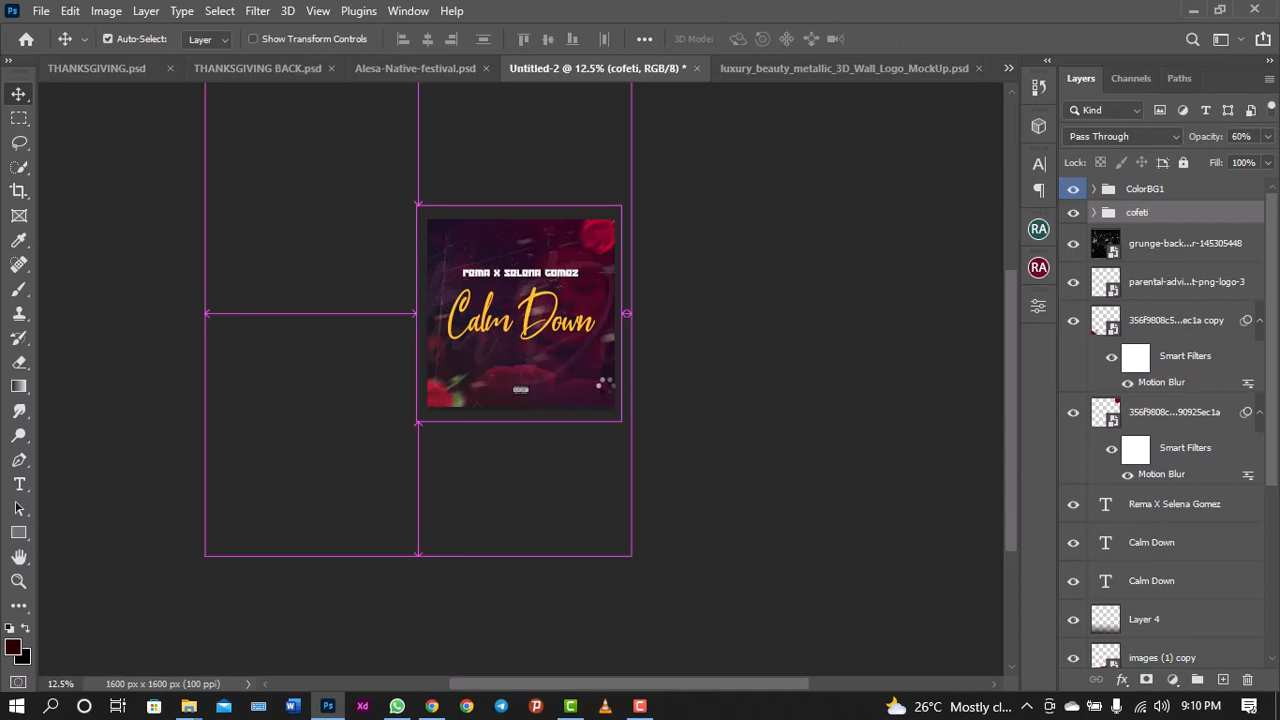 File Edit Image Layer Type Select Filter 3D View Plugins Window Help
Auto-Select: Layer Show Transform Controls 3D Mode:
THANKSGIVING.psd THANKSGIVING BACK.psd Alesa-Native-festival.psd Untitled-2 @ 12.5% (cofeti, RGB/8) * luxury_beauty_metallic_3D_Wall_Logo_MockUp.psd
Layers Channels Paths
Kind
Pass Through Opacity: 60%
Lock: Fill: 100%
ColorBG1
cofeti
grunge-back...r-145305448
parental-advi...t-png-logo-3
356f9808c5...ec1a copy
Smart Filters
Motion Blur
356f9808c...90925ec1a
Smart Filters
Motion Blur
Rema X Selena Gomez
Calm Down
Calm Down
Layer 4
images (1) copy
RA
RA
Rema X Selena Gomez
Calm Down
12.5% 1600 px x 1600 px (100 ppi)
26°C Mostly cl... 9:10 PM